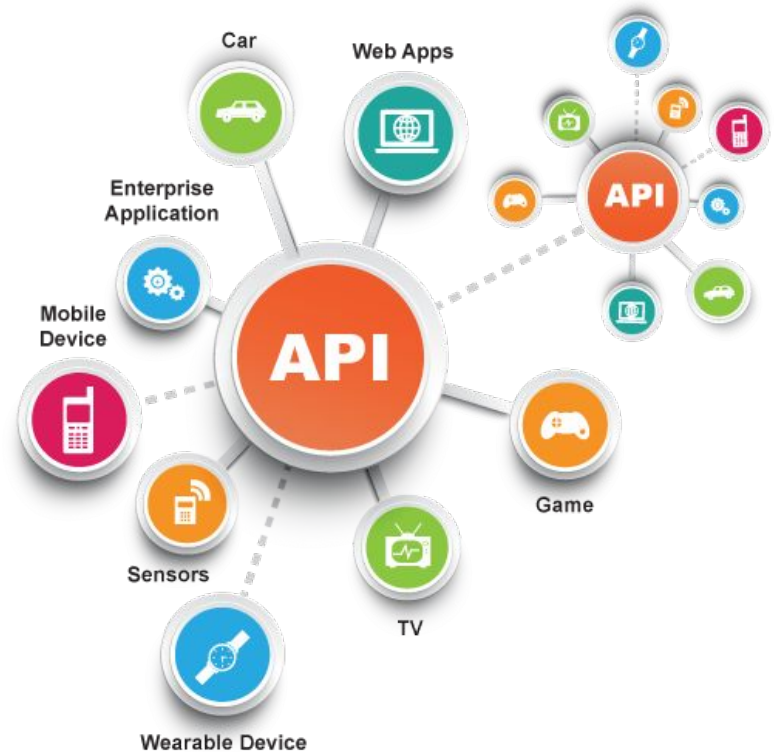 Car
Web Apps
Enterprise
Application
API
Mobile
Device
API
Game
Sensors
TV
Wearable Device